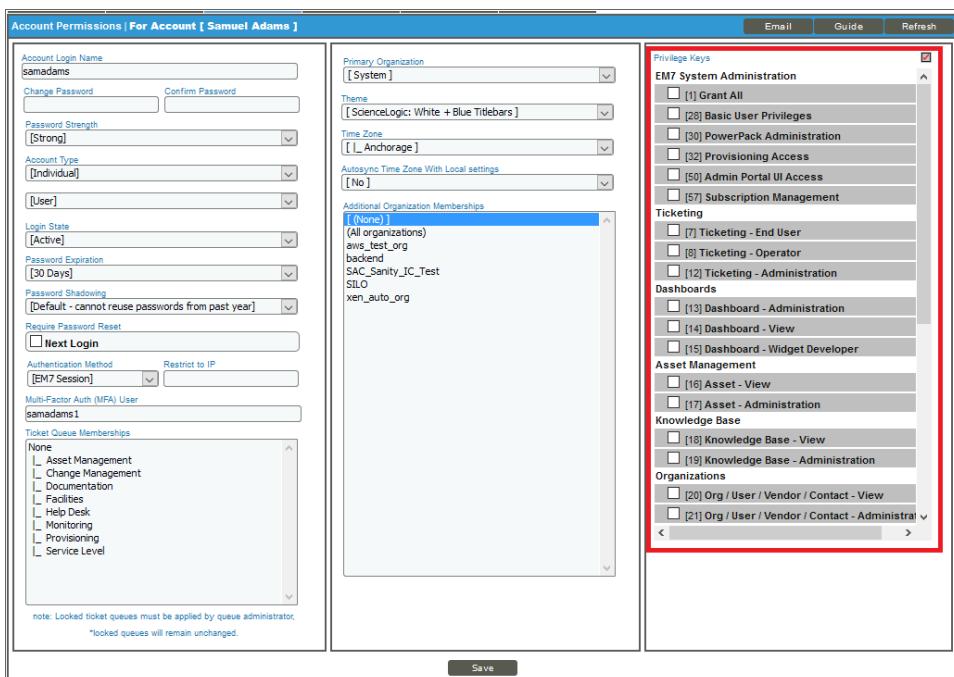 Account Permissions | For Account [ Samuel Adams ]
Email
Guide
Refresh
Account Login Name
samadams
Change Password
Confirm Password
Password Strength
[Strong]
Account Type
[Individual]
[User]
Login State
[Active]
Password Expiration
[30 Days]
Password Shadowing
[Default - cannot reuse passwords from past year]
Require Password Reset
Next Login
Authentication Method
Restrict to IP
[EM7 Session]
Multi-Factor Auth (MFA) User
samadams1
Ticket Queue Memberships
None
|_ Asset Management
|_ Change Management
|_ Documentation
|_ Facilities
|_ Help Desk
|_ Monitoring
|_ Provisioning
|_ Service Level
note: Locked ticket queues must be applied by queue administrator,
*locked queues will remain unchanged.
Primary Organization
[ System ]
Theme
[ ScienceLogic: White + Blue Titlebars ]
Time Zone
[ |_ Anchorage ]
Autosync Time Zone With Local settings
[ No ]
Additional Organization Memberships
[ (None) ]
(All organizations)
aws_test_org
backend
SAC_Sanity_IC_Test
SILO
xen_auto_org
Privilege Keys
EM7 System Administration
[1] Grant All
[28] Basic User Privileges
[30] PowerPack Administration
[32] Provisioning Access
[50] Admin Portal UI Access
[57] Subscription Management
Ticketing
[7] Ticketing - End User
[8] Ticketing - Operator
[12] Ticketing - Administration
Dashboards
[13] Dashboard - Administration
[14] Dashboard - View
[15] Dashboard - Widget Developer
Asset Management
[16] Asset - View
[17] Asset - Administration
Knowledge Base
[18] Knowledge Base - View
[19] Knowledge Base - Administration
Organizations
[20] Org / User / Vendor / Contact - View
[21] Org / User / Vendor / Contact - Administrat
Save